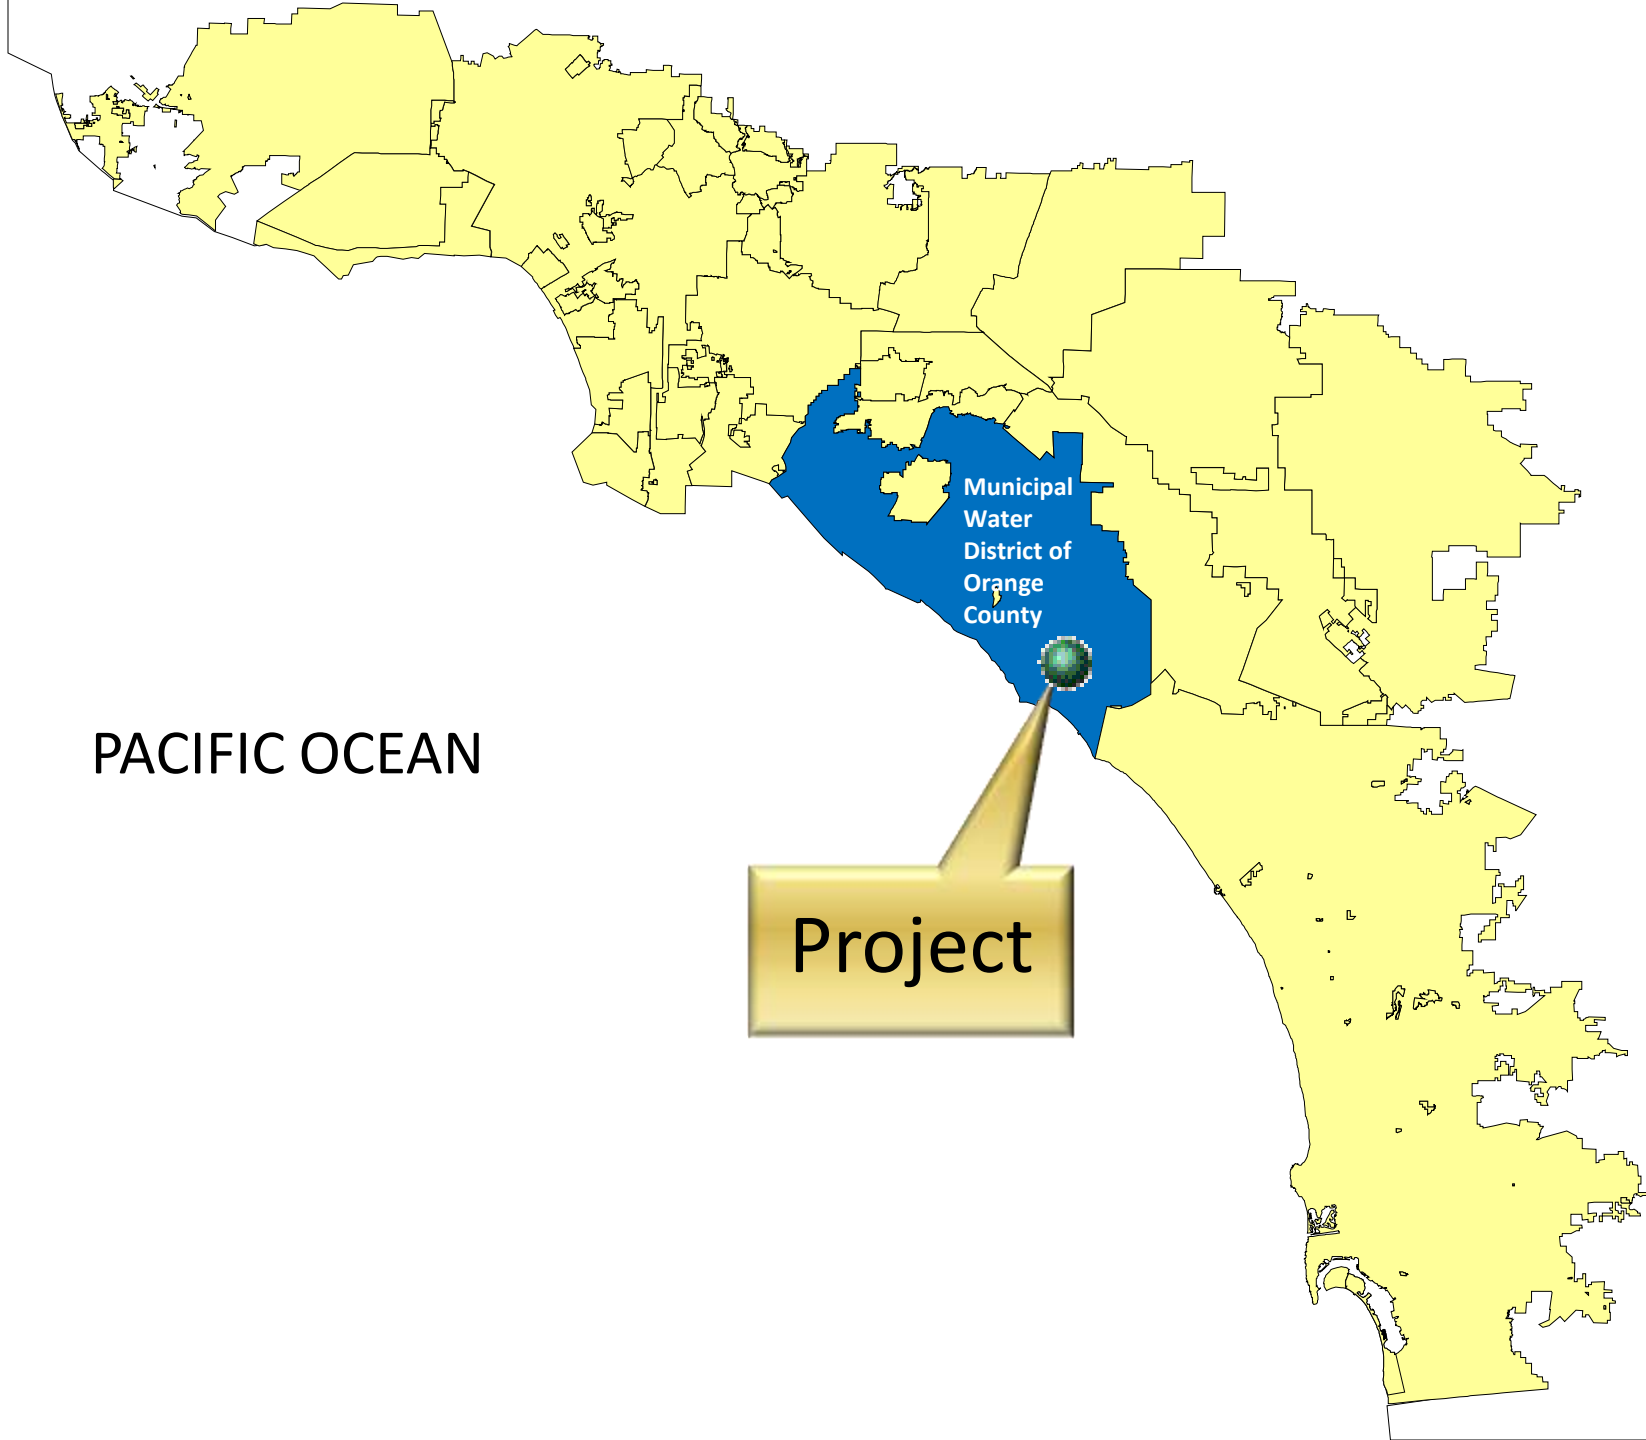 Municipal
Water
District of
Orange
County
PACIFIC OCEAN
Project